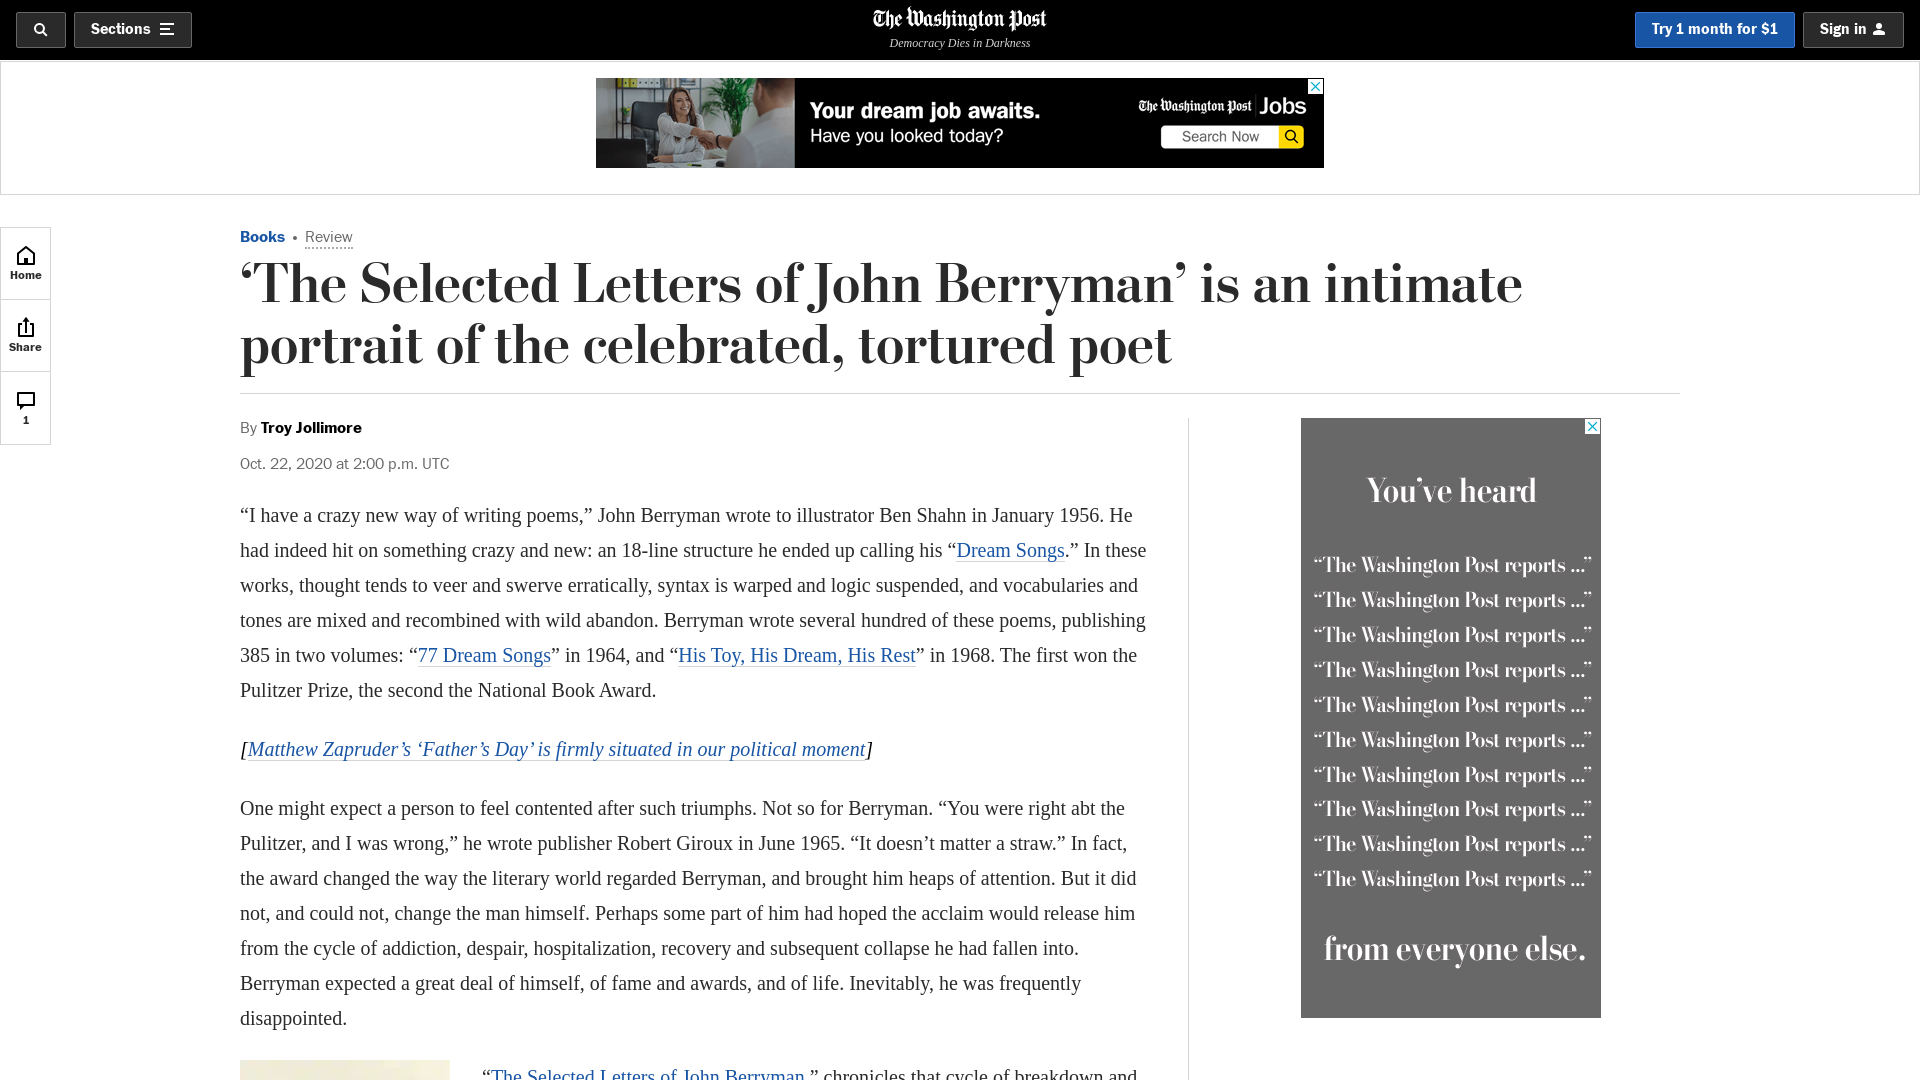 Sections
The Washington Post
Democracy Dies in Darkness
Try 1 month for $1
Sign in
Your dream job awaits.
Have you looked today?
The Washington Post Jobs
Search Now
Home
Share
1
Books • Review
‘The Selected Letters of John Berryman’ is an intimate
portrait of the celebrated, tortured poet
By Troy Jollimore
Oct. 22, 2020 at 2:00 p.m. UTC
“I have a crazy new way of writing poems,” John Berryman wrote to illustrator Ben Shahn in January 1956. He
had indeed hit on something crazy and new: an 18-line structure he ended up calling his “Dream Songs.” In these
works, thought tends to veer and swerve erratically, syntax is warped and logic suspended, and vocabularies and
tones are mixed and recombined with wild abandon. Berryman wrote several hundred of these poems, publishing
385 in two volumes: “77 Dream Songs” in 1964, and “His Toy, His Dream, His Rest” in 1968. The first won the
Pulitzer Prize, the second the National Book Award.
[Matthew Zapruder’s ‘Father’s Day’ is firmly situated in our political moment]
One might expect a person to feel contented after such triumphs. Not so for Berryman. “You were right abt the
Pulitzer, and I was wrong,” he wrote publisher Robert Giroux in June 1965. “It doesn’t matter a straw.” In fact,
the award changed the way the literary world regarded Berryman, and brought him heaps of attention. But it did
not, and could not, change the man himself. Perhaps some part of him had hoped the acclaim would release him
from the cycle of addiction, despair, hospitalization, recovery and subsequent collapse he had fallen into.
Berryman expected a great deal of himself, of fame and awards, and of life. Inevitably, he was frequently
disappointed.
“The Selected Letters of John Berryman,” chronicles that cycle of breakdown and
You’ve heard
“The Washington Post reports ...”
“The Washington Post reports ...”
“The Washington Post reports ...”
“The Washington Post reports ...”
“The Washington Post reports ...”
“The Washington Post reports ...”
“The Washington Post reports ...”
“The Washington Post reports ...”
“The Washington Post reports ...”
“The Washington Post reports ...”
from everyone else.